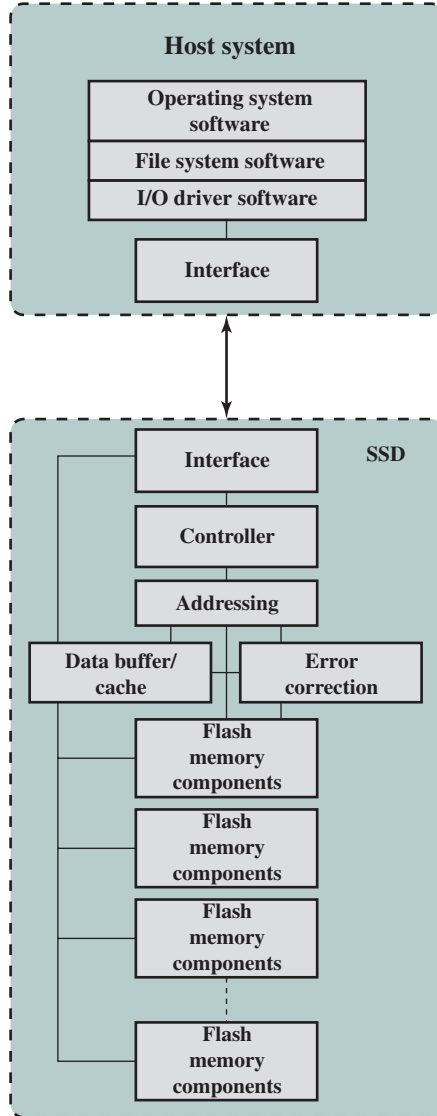 Host system
Operating system
software
File system software
I/O driver software
Interface
SSD
Interface
Controller
Addressing
Data buffer/
cache
Error
correction
Flash
memory
components
Flash
memory
components
Flash
memory
components
Flash
memory
components